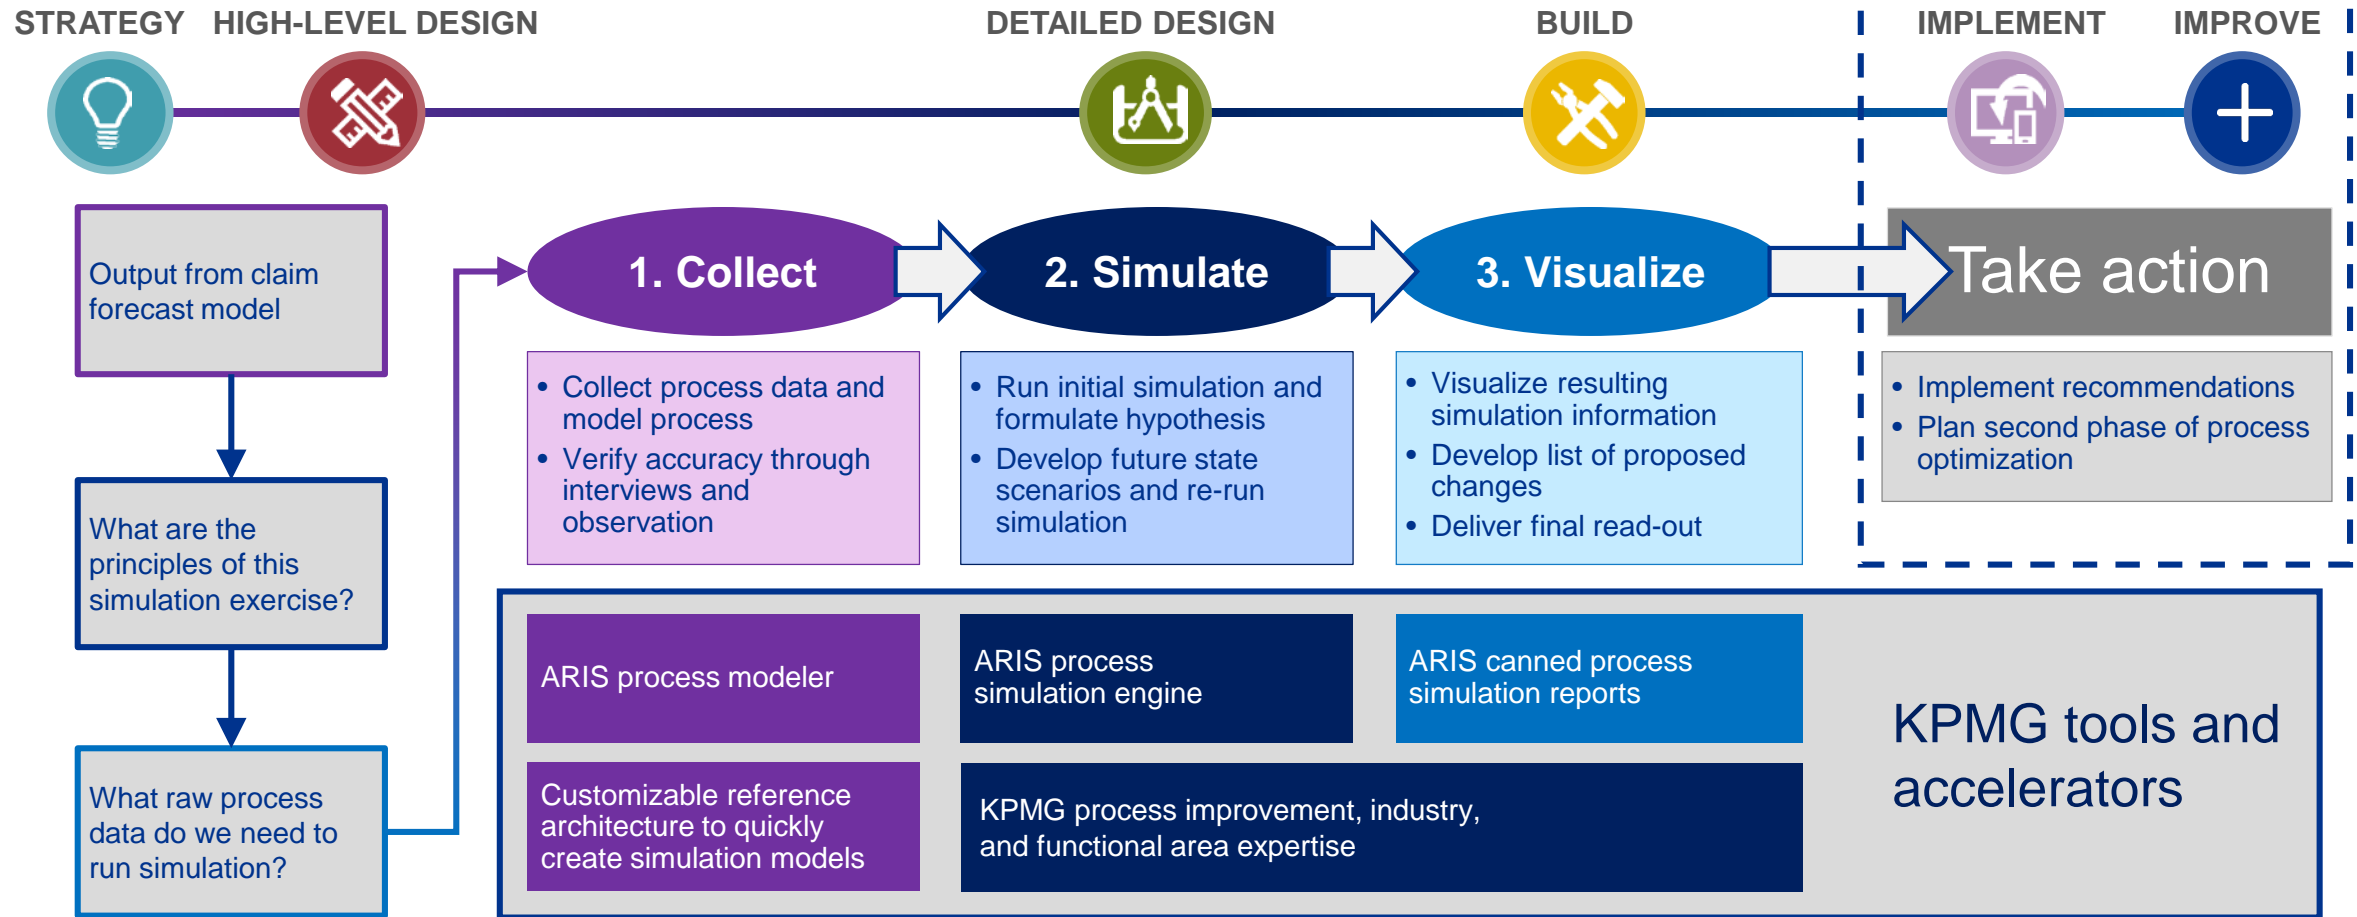 STRATEGY
HIGH-LEVEL DESIGN
DETAILED DESIGN
BUILD
IMPLEMENT
IMPROVE
Output from claim
forecast model
What are the
principles of this
simulation exercise?
What raw process
data do we need to
run simulation?
1. Collect
2. Simulate
3. Visualize
Take action
• Collect process data and
model process
• Verify accuracy through
interviews and
observation
• Run initial simulation and
formulate hypothesis
• Develop future state
scenarios and re-run
simulation
• Visualize resulting
simulation information
• Develop list of proposed
changes
• Deliver final read-out
• Implement recommendations
• Plan second phase of process
optimization
ARIS process modeler
ARIS process
simulation engine
ARIS canned process
simulation reports
Customizable reference
architecture to quickly
create simulation models
KPMG process improvement, industry,
and functional area expertise
KPMG tools and
accelerators